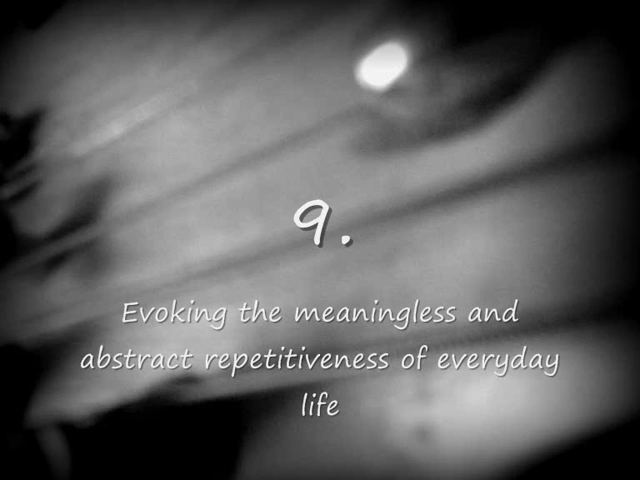 9.
Evoking the meaningless and
abstract repetitiveness of everyday
life